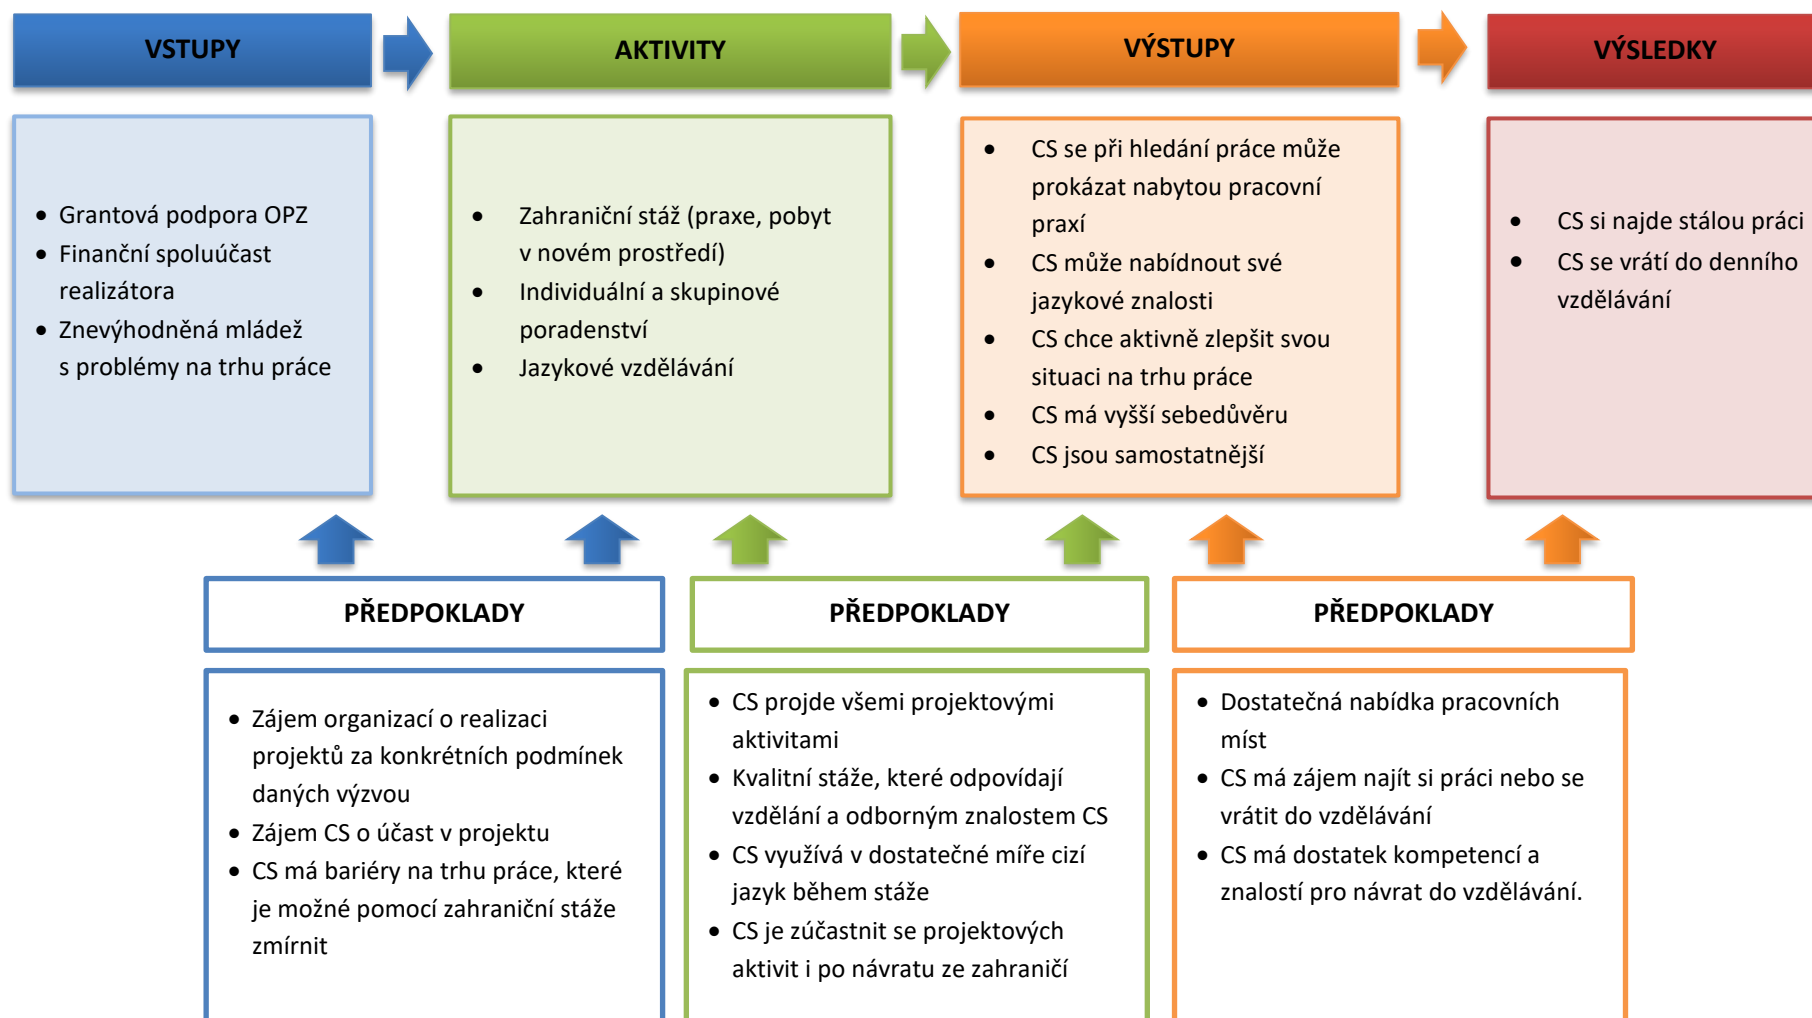 VSTUPY
AKTIVITY
VÝSTUPY
VÝSLEDKY
• Grantová podpora OPZ
• Finanční spoluúčast
realizátora
• Znevýhodněná mládež
s problémy na trhu práce
• Zahraniční stáž (praxe, pobyt
v novém prostředí)
• Individuální a skupinové
poradenství
• Jazykové vzdělávání
• CS se při hledání práce může
prokázat nabytou pracovní
praxí
• CS může nabídnout své
jazykové znalosti
• CS chce aktivně zlepšit svou
situaci na trhu práce
• CS má vyšší sebedůvěru
• CS jsou samostatnější
• CS si najde stálou práci
• CS se vrátí do denního
vzdělávání
PŘEDPOKLADY
• Zájem organizací o realizaci
projektů za konkrétních podmínek
daných výzvou
• Zájem CS o účast v projektu
• CS má bariéry na trhu práce, které
je možné pomocí zahraniční stáže
zmírnit
PŘEDPOKLADY
• CS projde všemi projektovými
aktivitami
• Kvalitní stáže, které odpovídají
vzdělání a odborným znalostem CS
• CS využívá v dostatečné míře cizí
jazyk během stáže
• CS je zúčastnit se projektových
aktivit i po návratu ze zahraničí
PŘEDPOKLADY
• Dostatečná nabídka pracovních
míst
• CS má zájem najít si práci nebo se
vrátit do vzdělávání
• CS má dostatek kompetencí a
znalostí pro návrat do vzdělávání.